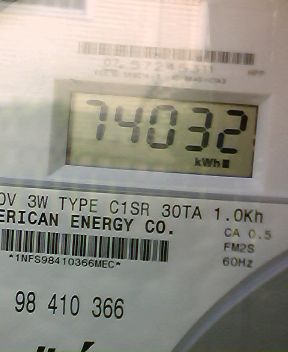 74032
kWh
0V 3W TYPE C1SR 30TA 1.0Kh
ERICAN ENERGY CO.
CA 0.5
*1NFS98410366MEC*
FM2S
60Hz
98 410 366